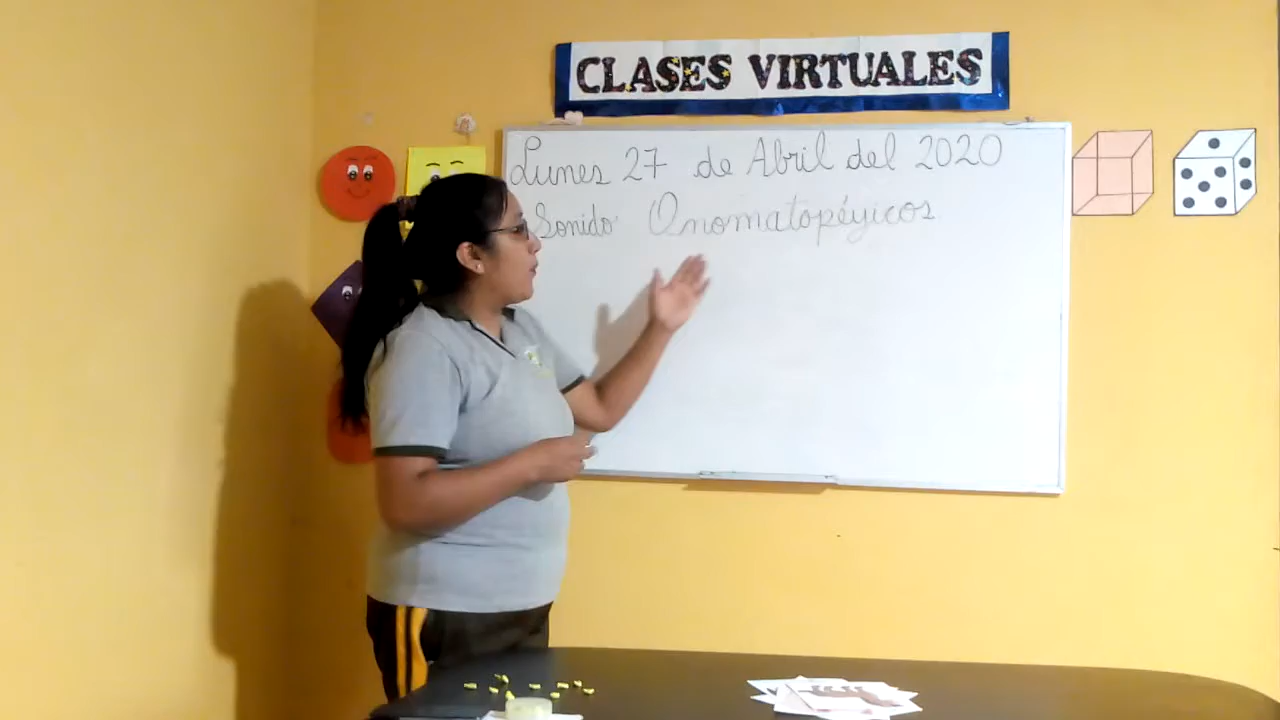 CLASES VIRTUALES
Lunes 27 de Abril del 2020
Sonido Onomatopéyicos.